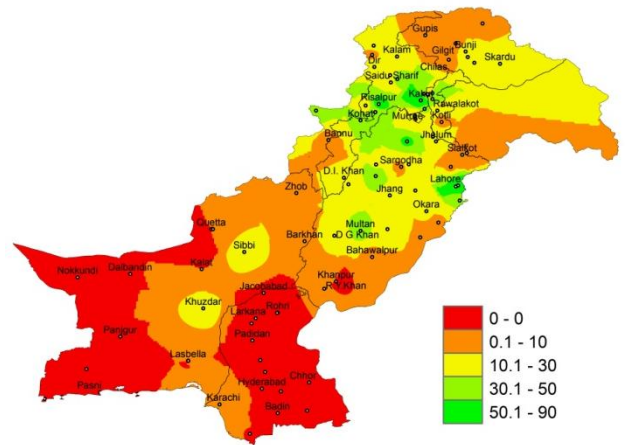 Gupis
Gilgit
Bunji
Kalam
Dir
Chilas
Skardu
Saidu Sharif
Risalpur
Kakul
Rawalakot
Kohat
Kotli
Bannu
Jhelum
Sialkot
Sargodha
D.I. Khan
Lahore
Zhob
Jhang
Okara
Quetta
Multan
Sibbi
Barkhan
D G Khan
Bahawalpur
Kalat
Nokkundi
Dalbandin
Khanpur
R Y Khan
Jacobabad
Khuzdar
Larkana
Rohri
Panjgur
Padidan
Lasbella
Pasni
Hyderabad
Chhor
Karachi
Badin
0 - 0
0.1 - 10
10.1 - 30
30.1 - 50
50.1 - 90